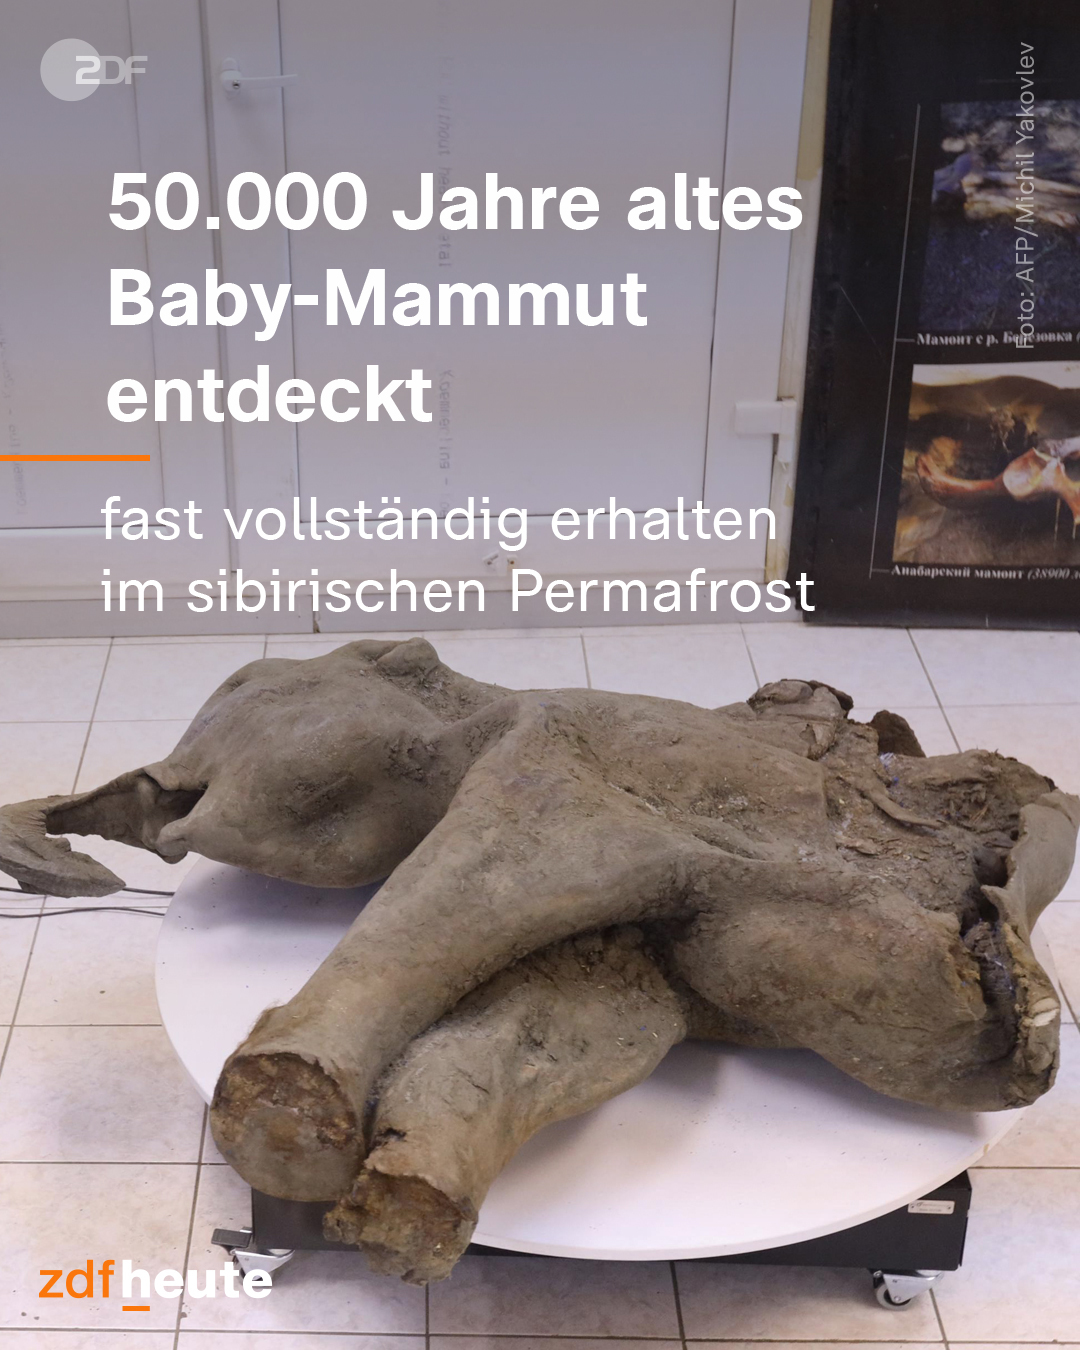 ZDF
50.000 Jahre altes
Baby-Mammut
entdeckt
fast vollständig erhalten
im sibirischen Permafrost
Foto: AFP/Michil Yakovlev
Мамонт с р. Березовка
Анабарский мамонт (38900
zdfheute